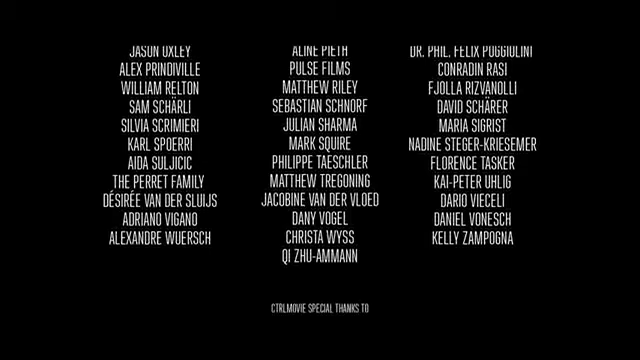 JASON OXLEY ALINE PIETH DR. PHIL. FELIX POGGIOLINI
ALEX PRINDIVILLE PULSE FILMS CONRADIN RASI
WILLIAM RELTON MATTHEW RILEY FJOLLA RIZVANOLLI
SAM SCHÄRLI SEBASTIAN SCHNORF DAVID SCHÄRER
SILVIA SCRIMIERI JULIAN SHARMA MARIA SIGRIST
KARL SPOERRI MARK SQUIRE NADINE STEGER-KRIESEMER
AIDA SULJICIC PHILIPPE TAESCHLER FLORENCE TASKER
THE PERRET FAMILY MATTHEW TREGONING KAI-PETER UHLIG
DÉSIRÉE VAN DER SLUIJS JACOBINE VAN DER VLOED DARIO VIECELI
ADRIANO VIGANO DANY VOGEL DANIEL VONESCH
ALEXANDRE WUERSCH CHRISTA WYSS KELLY ZAMPOGNA
QI ZHU-AMMANN
CTRLMOVIE SPECIAL THANKS TO